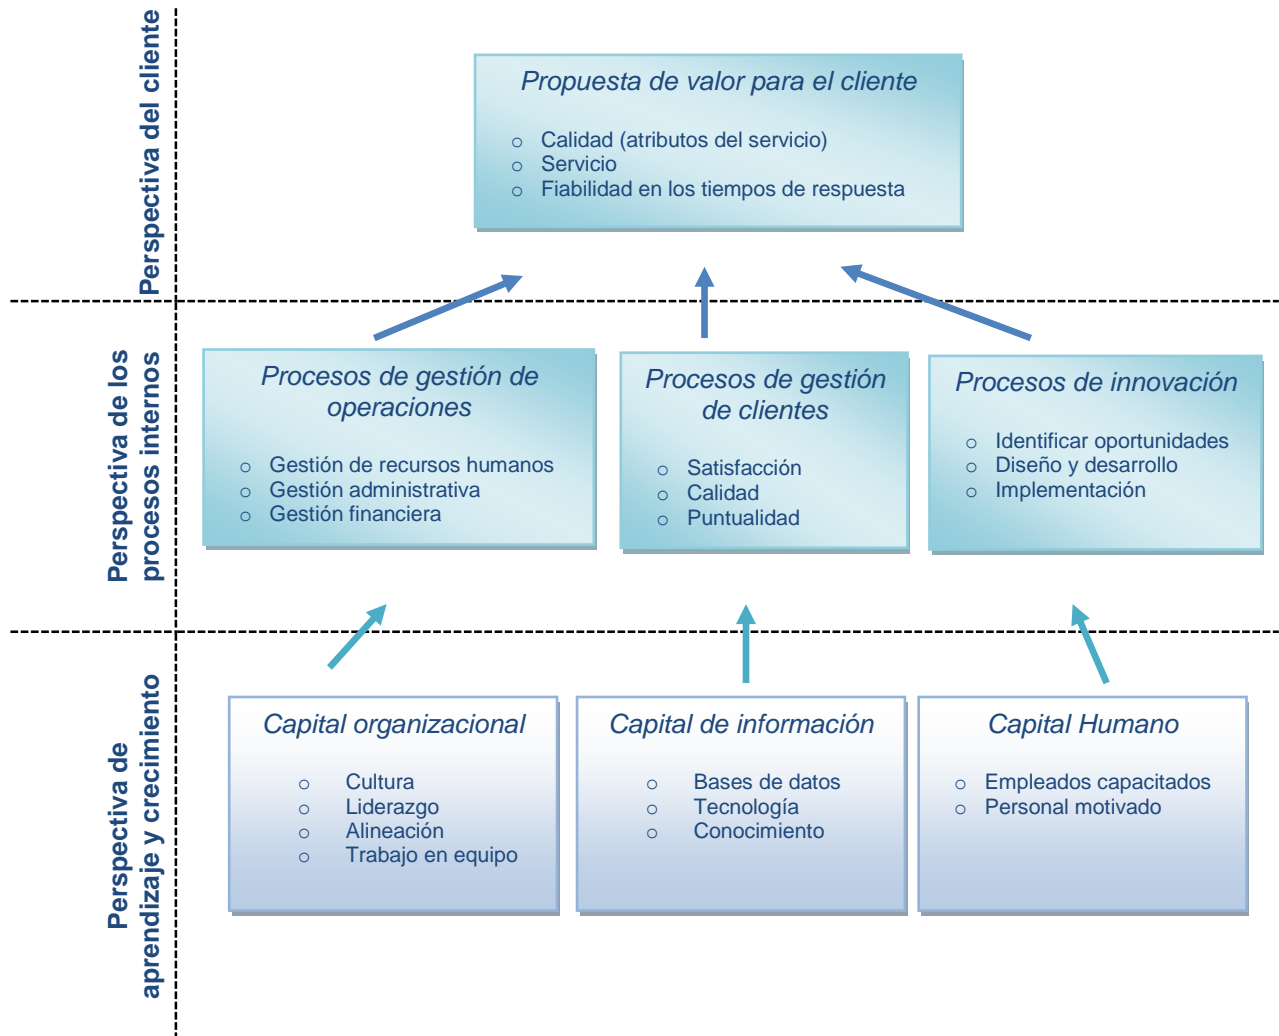 Perspectiva del cliente
Propuesta de valor para el cliente
o Calidad (atributos del servicio)
o Servicio
o Fiabilidad en los tiempos de respuesta
Perspectiva de los
procesos internos
Procesos de gestión de
operaciones
o Gestión de recursos humanos
o Gestión administrativa
o Gestión financiera
Procesos de gestión
de clientes
o Satisfacción
o Calidad
o Puntualidad
Procesos de innovación
o Identificar oportunidades
o Diseño y desarrollo
o Implementación
Perspectiva de
aprendizaje y crecimiento
Capital organizacional
o Cultura
o Liderazgo
o Alineación
o Trabajo en equipo
Capital de información
o Bases de datos
o Tecnología
o Conocimiento
Capital Humano
o Empleados capacitados
o Personal motivado